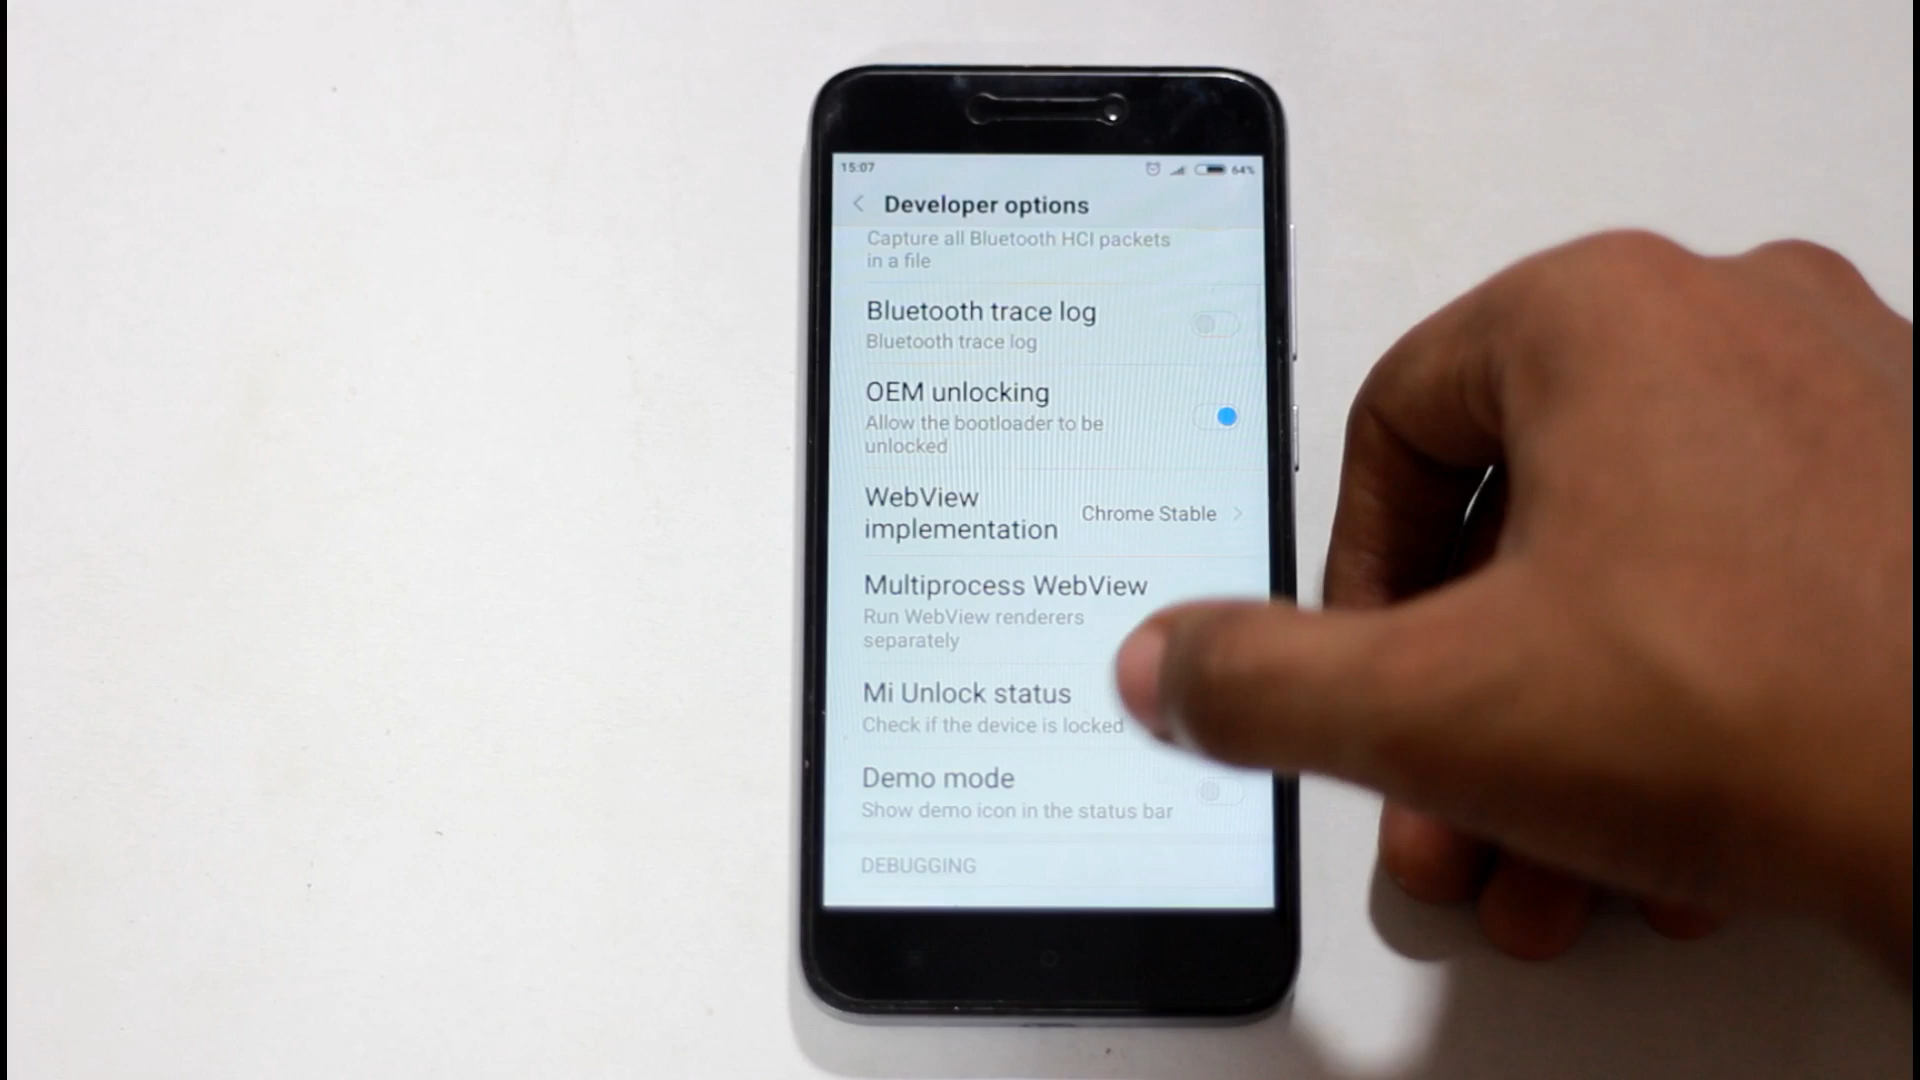 15:07
64%
Developer options
Capture all Bluetooth HCI packets
in a file
Bluetooth trace log
Bluetooth trace log
OEM unlocking
Allow the bootloader to be
unlocked
WebView
implementation
Chrome Stable
Multiprocess WebView
Run WebView renderers
separately
Mi Unlock status
Check if the device is locked
Demo mode
Show demo icon in the status bar
DEBUGGING